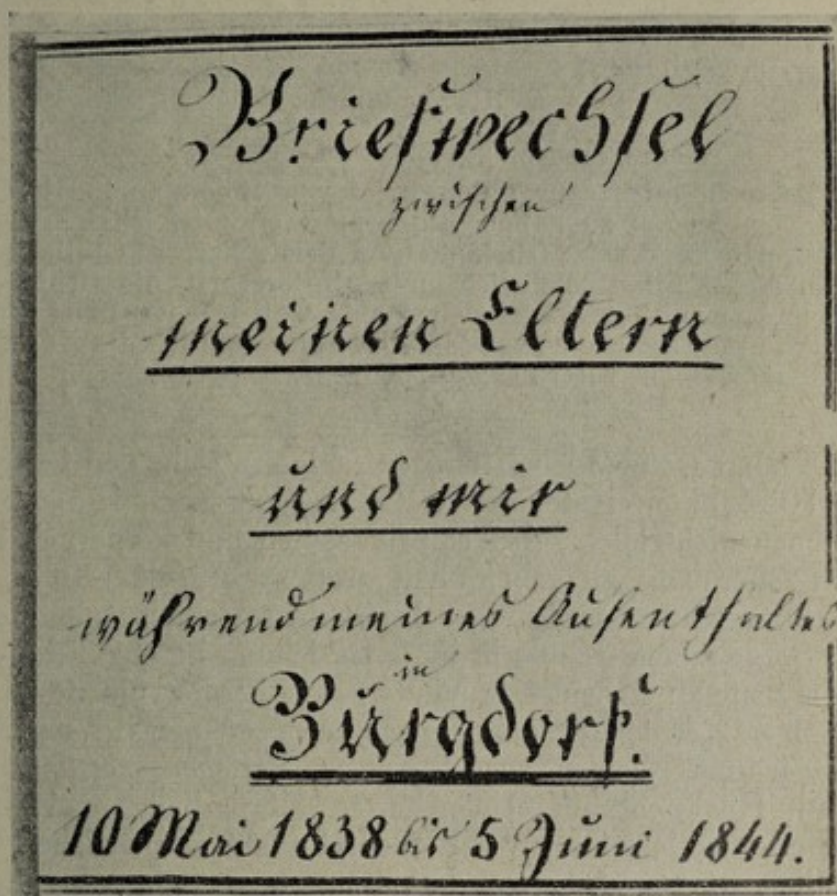 Briefwechsel
zwischen
meinen Eltern
und mir
während meines Aufenthaltes
in
Burgdorf.
10 Mai 1838 bis 5 Juni 1844.